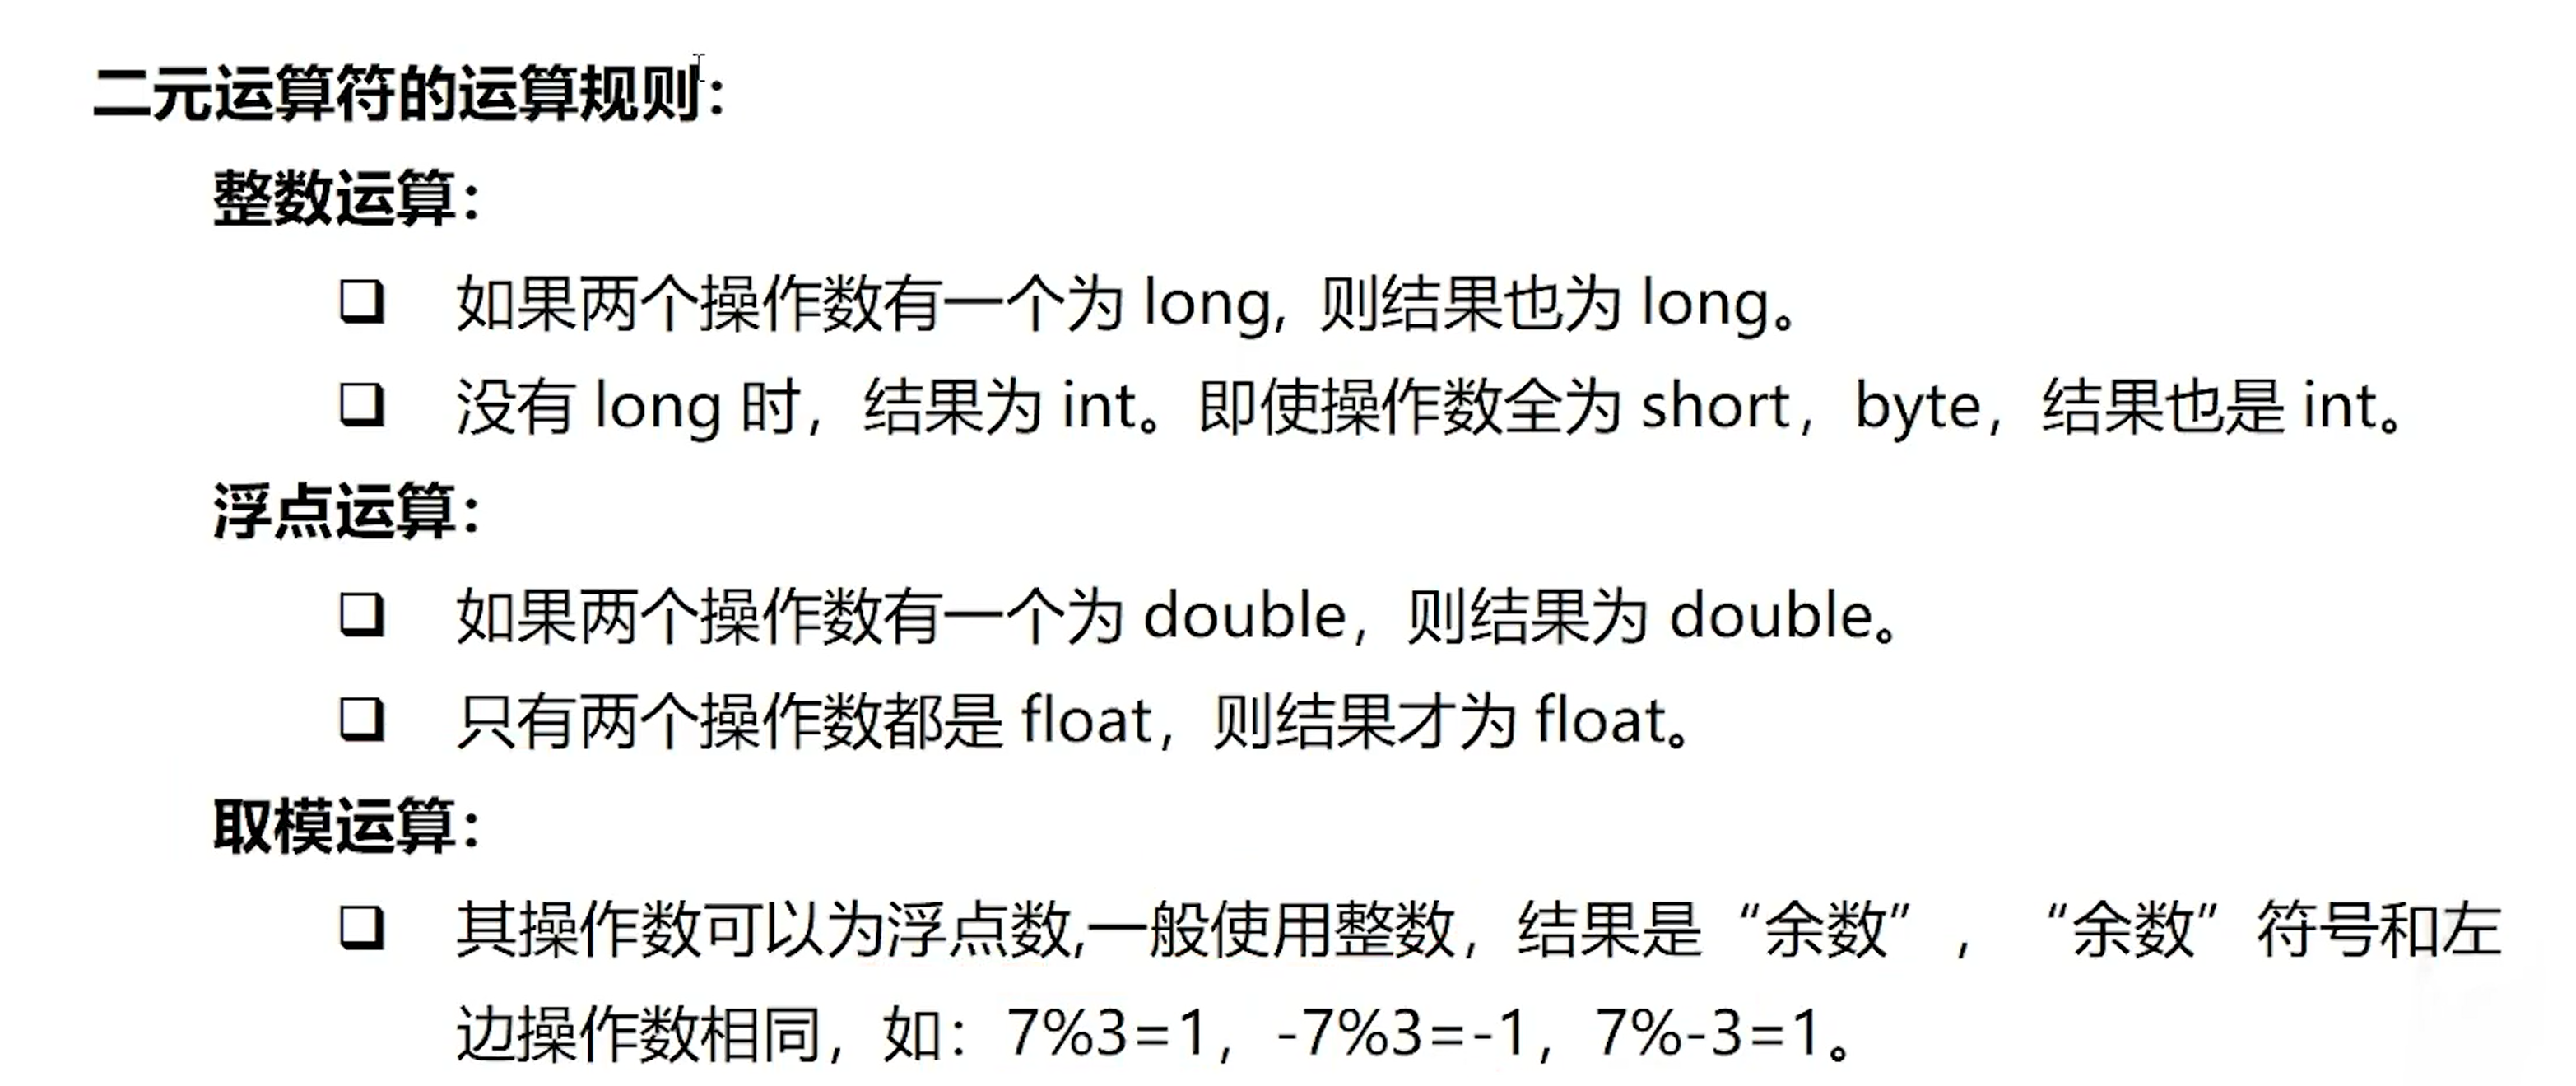 二元运算符的运算规则：
整数运算：
❑ 如果两个操作数有一个为 long, 则结果也为 long。
❑ 没有 long 时，结果为 int。即使操作数全为 short，byte，结果也是 int。
浮点运算：
❑ 如果两个操作数有一个为 double，则结果为 double。
❑ 只有两个操作数都是 float，则结果才为 float。
取模运算：
❑ 其操作数可以为浮点数,一般使用整数，结果是“余数”，“余数”符号和左
边操作数相同，如：7%3=1，-7%3=-1，7%-3=1。